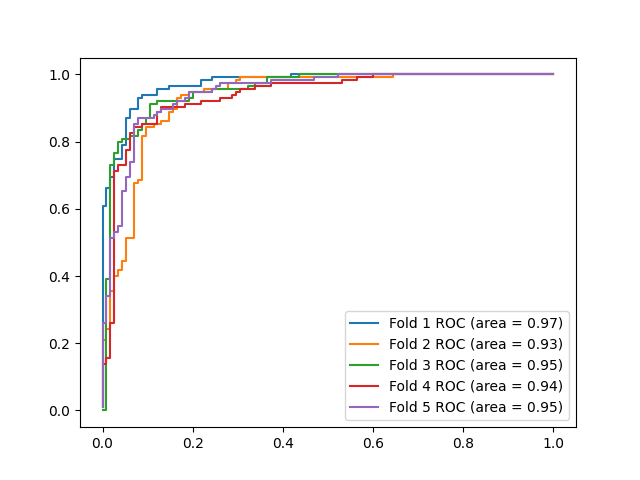 1.0
0.8
0.6
0.4
0.2
0.0
Fold 1 ROC (area = 0.97)
Fold 2 ROC (area = 0.93)
Fold 3 ROC (area = 0.95)
Fold 4 ROC (area = 0.94)
Fold 5 ROC (area = 0.95)
0.0 0.2 0.4 0.6 0.8 1.0